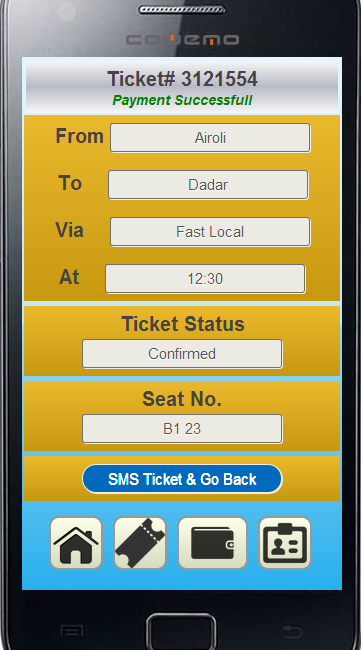 cowemo
Ticket# 3121554
Payment Successfull
From Airoli
To Dadar
Via Fast Local
At 12:30
Ticket Status
Confirmed
Seat No.
B1 23
SMS Ticket & Go Back